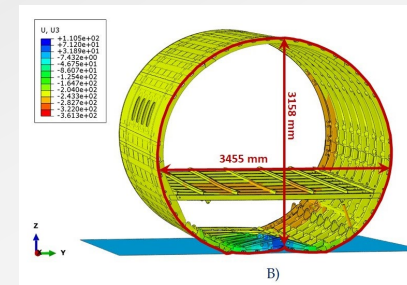 U, U3
+1.105e+02
+7.120e+01
+3.189e+01
-7.432e+00
-4.675e+01
-8.607e+01
-1.254e+02
-1.647e+02
-2.040e+02
-2.433e+02
-2.827e+02
-3.220e+02
-3.613e+02
3158 mm
3455 mm
Z
Y
B)